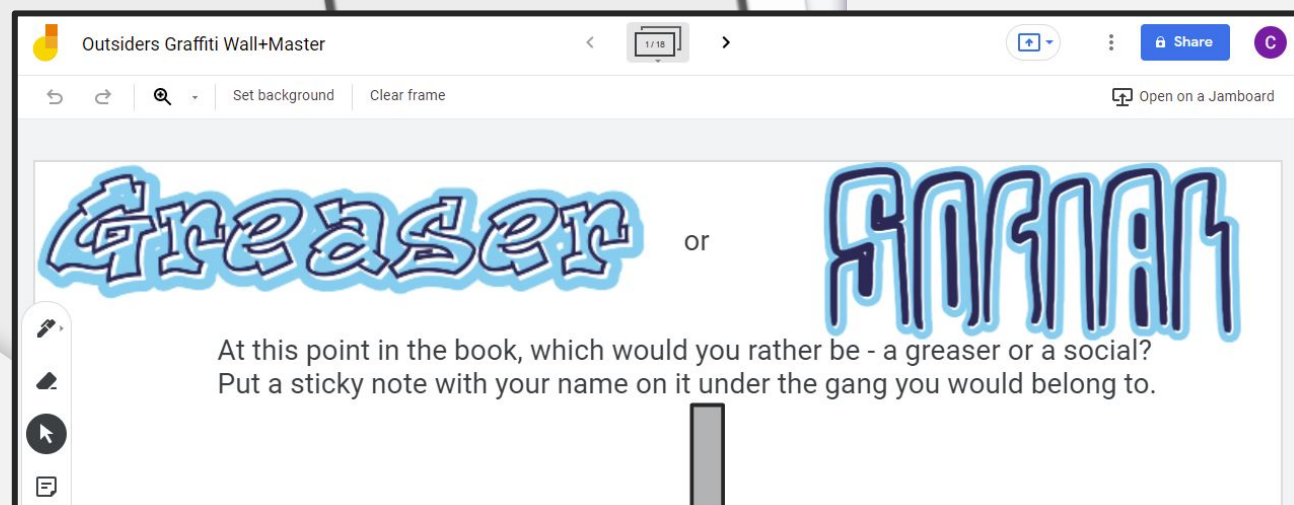 Outsiders Graffiti Wall+Master
1 / 18
Share
C
Set background
Clear frame
Open on a Jamboard
Greaser
or
Social
At this point in the book, which would you rather be - a greaser or a social?
Put a sticky note with your name on it under the gang you would belong to.